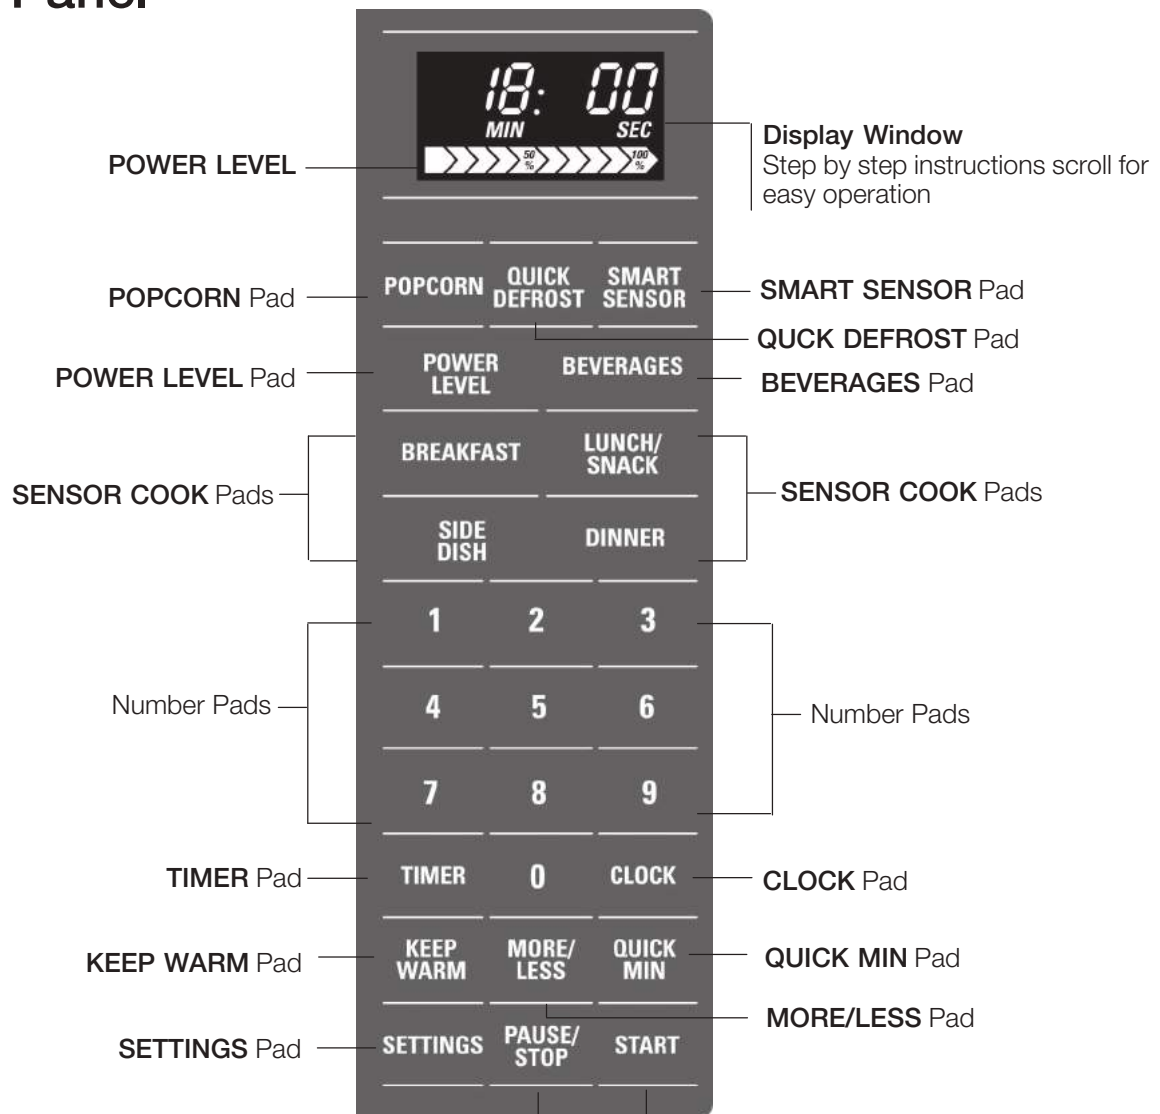 Panel
18: 00
MIN SEC
50 % 100 %
POWER LEVEL
Display Window
Step by step instructions scroll for
easy operation
POPCORN QUICK DEFROST SMART SENSOR
POPCORN Pad
SMART SENSOR Pad
QUCK DEFROST Pad
POWER LEVEL BEVERAGES
POWER LEVEL Pad
BEVERAGES Pad
BREAKFAST LUNCH/ SNACK
SENSOR COOK Pads
SENSOR COOK Pads
SIDE DISH DINNER
1 2 3
Number Pads
4 5 6
Number Pads
7 8 9
TIMER Pad
TIMER 0 CLOCK
CLOCK Pad
KEEP WARM Pad
KEEP WARM MORE/ LESS QUICK MIN
QUICK MIN Pad
MORE/LESS Pad
SETTINGS Pad
SETTINGS PAUSE/ STOP START